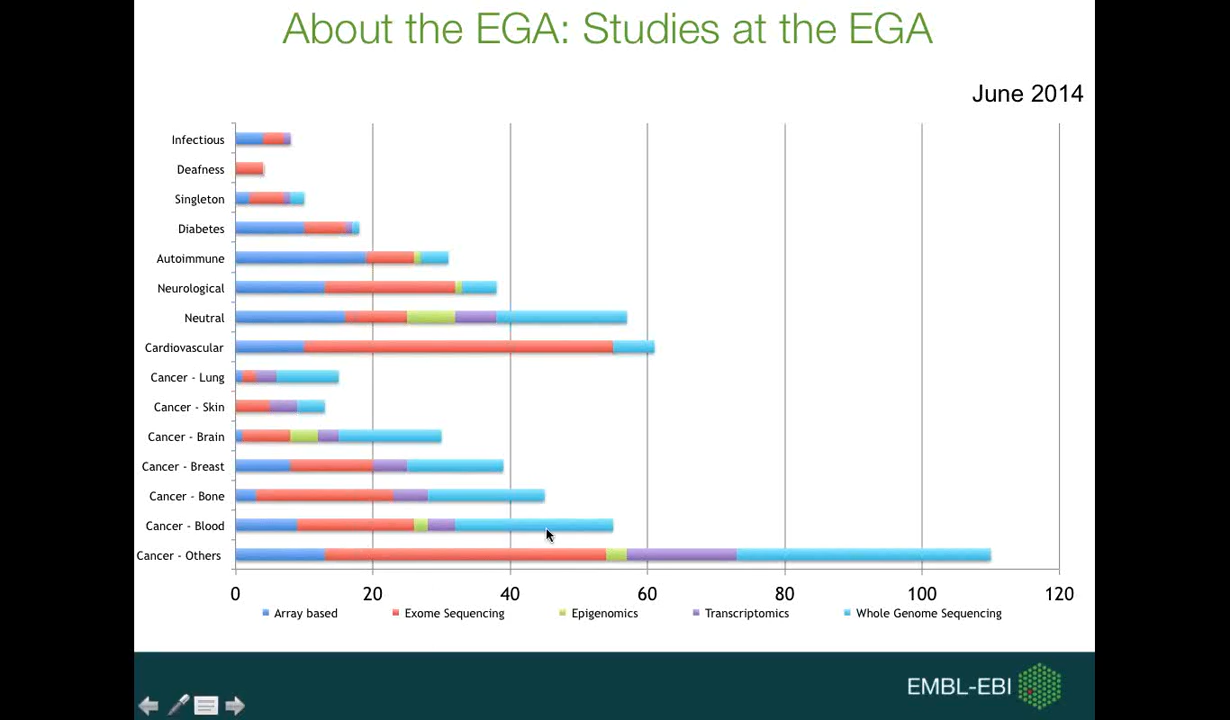 About the EGA: Studies at the EGA
June 2014
Infectious
Deafness
Singleton
Diabetes
Autoimmune
Neurological
Neutral
Cardiovascular
Cancer - Lung
Cancer - Skin
Cancer - Brain
Cancer - Breast
Cancer - Bone
Cancer - Blood
Cancer - Others
0 20 40 60 80 100 120
Array based Exome Sequencing Epigenomics Transcriptomics Whole Genome Sequencing
EMBL-EBI